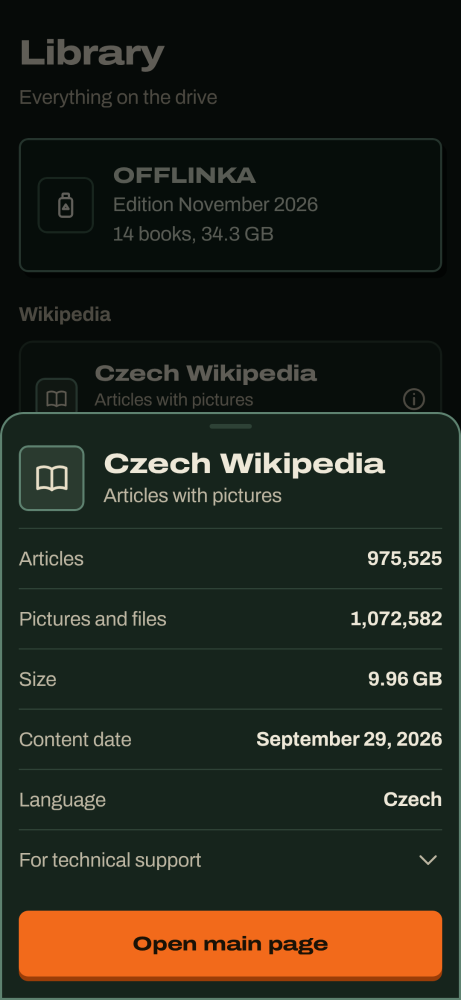 Library
Everything on the drive
OFFLINKA
Edition November 2026
14 books, 34.3 GB
Wikipedia
Czech Wikipedia
Articles with pictures
Czech Wikipedia
Articles with pictures
Articles 975,525
Pictures and files 1,072,582
Size 9.96 GB
Content date September 29, 2026
Language Czech
For technical support
Open main page